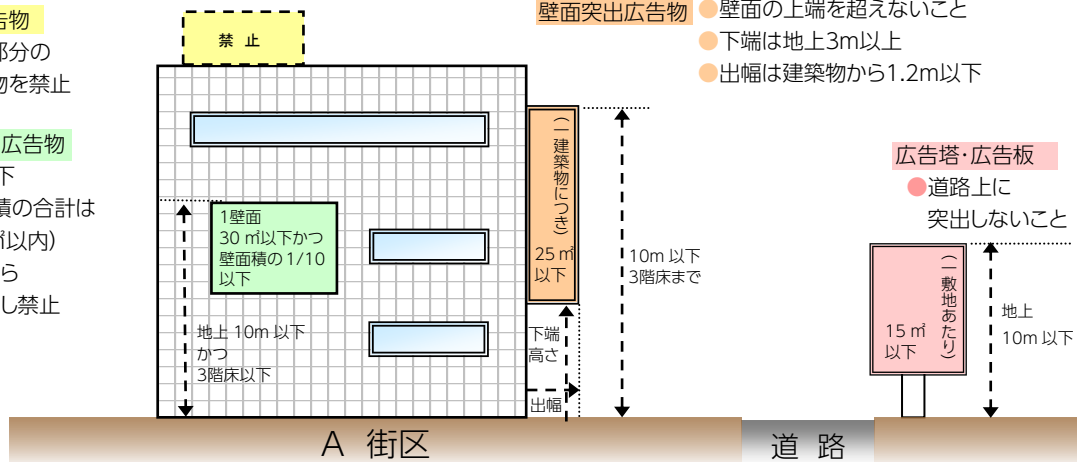 告物
部分の
物を禁止
広告物
下
積の合計は
㎡以内)
ら
し禁止
禁 止
壁面突出広告物
●壁面の上端を超えないこと
●下端は地上3m以上
●出幅は建築物から1.2m以下
1壁面
30 ㎡以下かつ
壁面積の 1/10
以下
地上 10m 以下
かつ
3階床以下
(一建築物につき)
25 ㎡
以下
下端
高さ
出幅
10m 以下
3階床まで
広告塔・広告板
●道路上に
突出しないこと
(一敷地あたり)
15 ㎡
以下
地上
10m 以下
A 街区
道 路